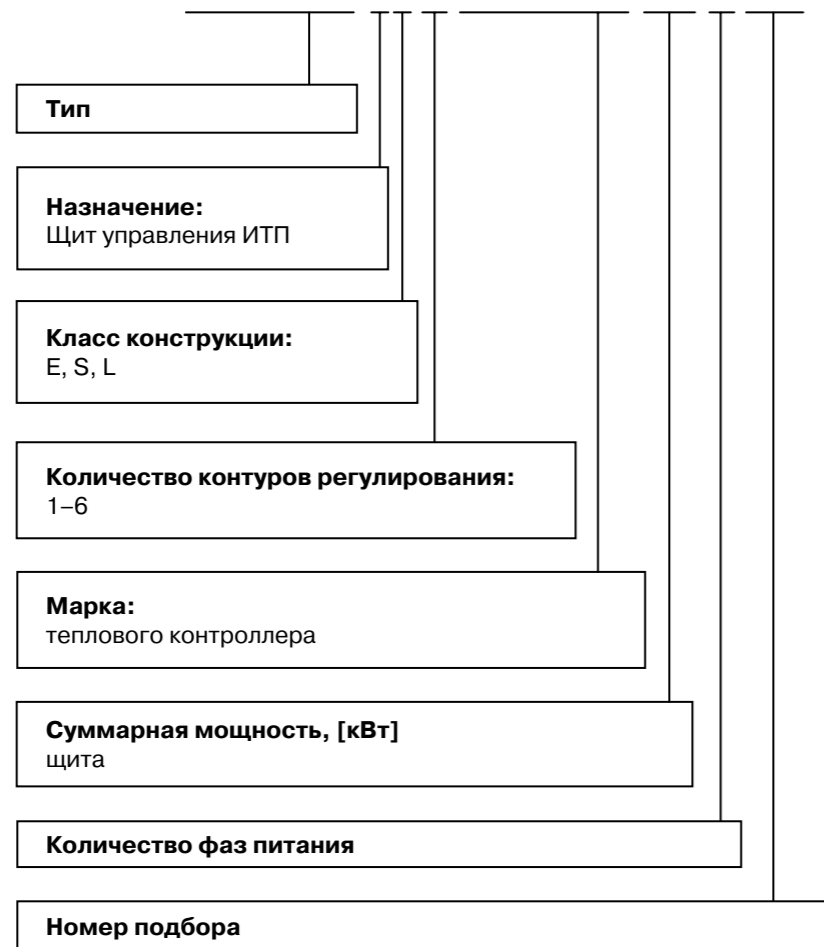 Тип
Назначение:
Щит управления ИТП
Класс конструкции:
E, S, L
Количество контуров регулирования:
1–6
Марка:
теплового контроллера
Суммарная мощность, [кВт]
щита
Количество фаз питания
Номер подбора